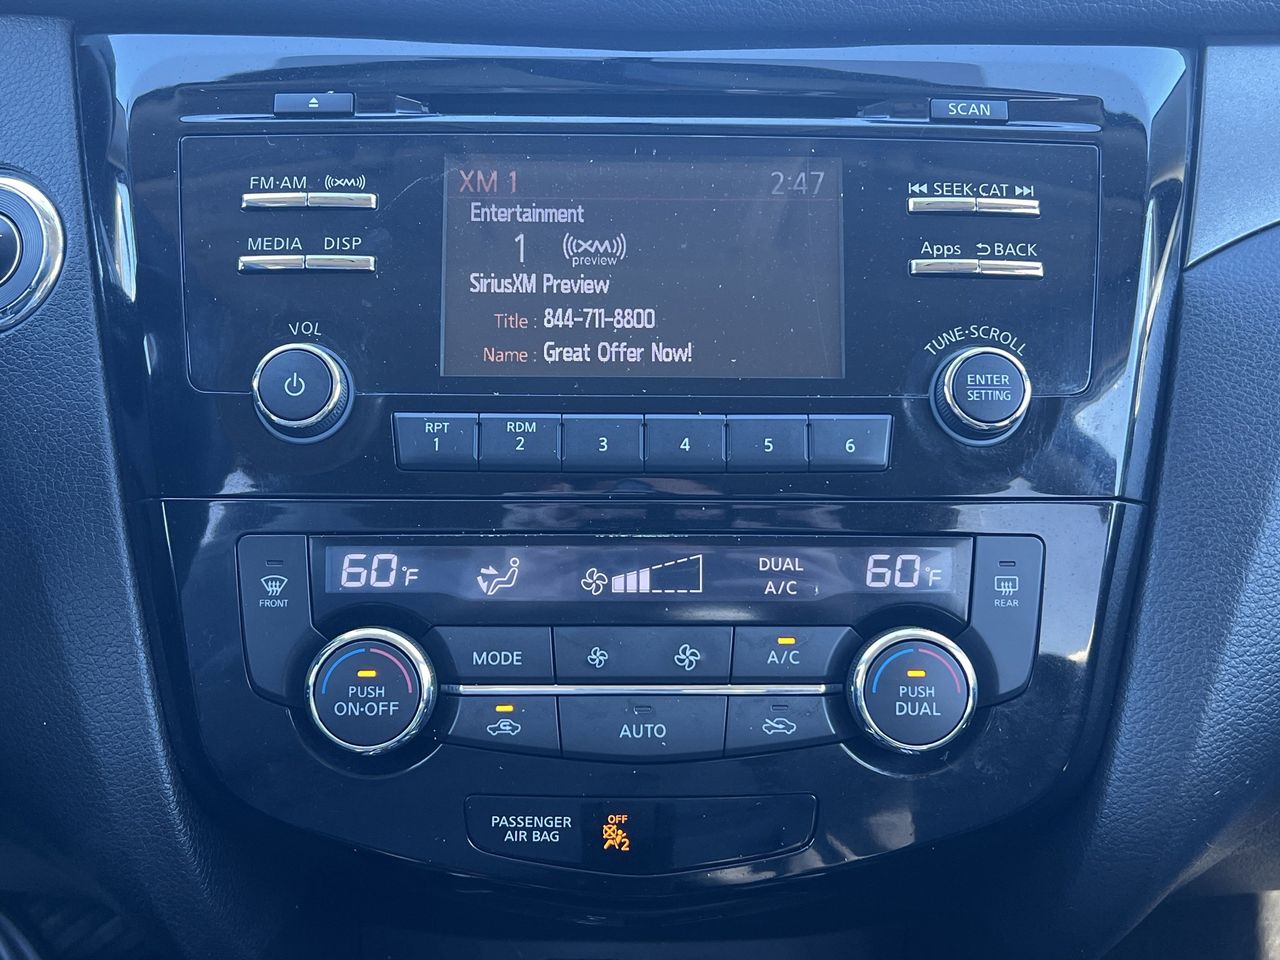 SCAN
FM·AM ((XM))
SEEK·CAT
MEDIA DISP
Apps BACK
XM 1 2:47
Entertainment
1 ((XM))
preview
SiriusXM Preview
Title : 844-711-8800
Name : Great Offer Now!
VOL
TUNE·SCROLL
ENTER
SETTING
RPT
1
RDM
2
3
4
5
6
60°F
DUAL
A/C
60°F
FRONT
REAR
MODE
A/C
PUSH
ON·OFF
PUSH
DUAL
AUTO
PASSENGER
AIR BAG
OFF
2